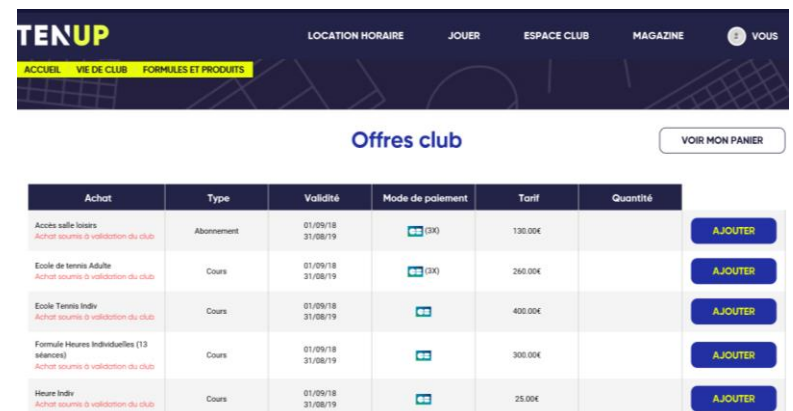 TENUP
LOCATION HORAIRE JOUER ESPACE CLUB MAGAZINE VOUS
ACCUEIL VIE DE CLUB FORMULES ET PRODUITS
Offres club
VOIR MON PANIER
Achat Type Validité Mode de paiement Tarif Quantité
Accès salle loisirs
Achat soumis à validation du club
Abonnement
01/09/18
31/08/19
CB (3X)
130.00€
AJOUTER
Ecole de tennis Adulte
Achat soumis à validation du club
Cours
01/09/18
31/08/19
CB (3X)
260.00€
AJOUTER
Ecole Tennis Indiv
Achat soumis à validation du club
Cours
01/09/18
31/08/19
CB
400.00€
AJOUTER
Formule Heures Individuelles (13
séances)
Achat soumis à validation du club
Cours
01/09/18
31/08/19
CB
300.00€
AJOUTER
Heure Indiv
Achat soumis à validation du club
Cours
01/09/18
31/08/19
CB
25.00€
AJOUTER